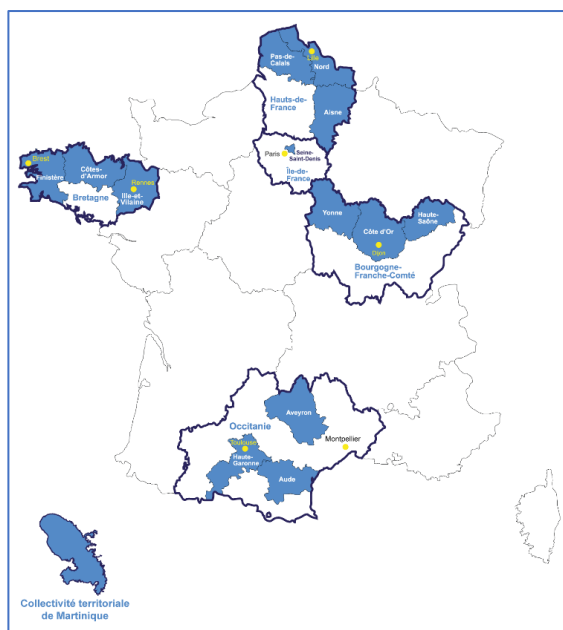 Lille
Pas-de-
Calais
Nord
Hauts-de-
France
Aisne
Paris
Seine-
Saint-Denis
Île-de-
France
Brest
Côtes-
d'Armor
Rennes
Finistère
Ille-et-
Vilaine
Bretagne
Yonne
Haute-
Saône
Côte d'Or
Dijon
Bourgogne-
Franche-Comté
Aveyron
Occitanie
Montpellier
Toulouse
Haute-
Garonne
Aude
Collectivité territoriale
de Martinique